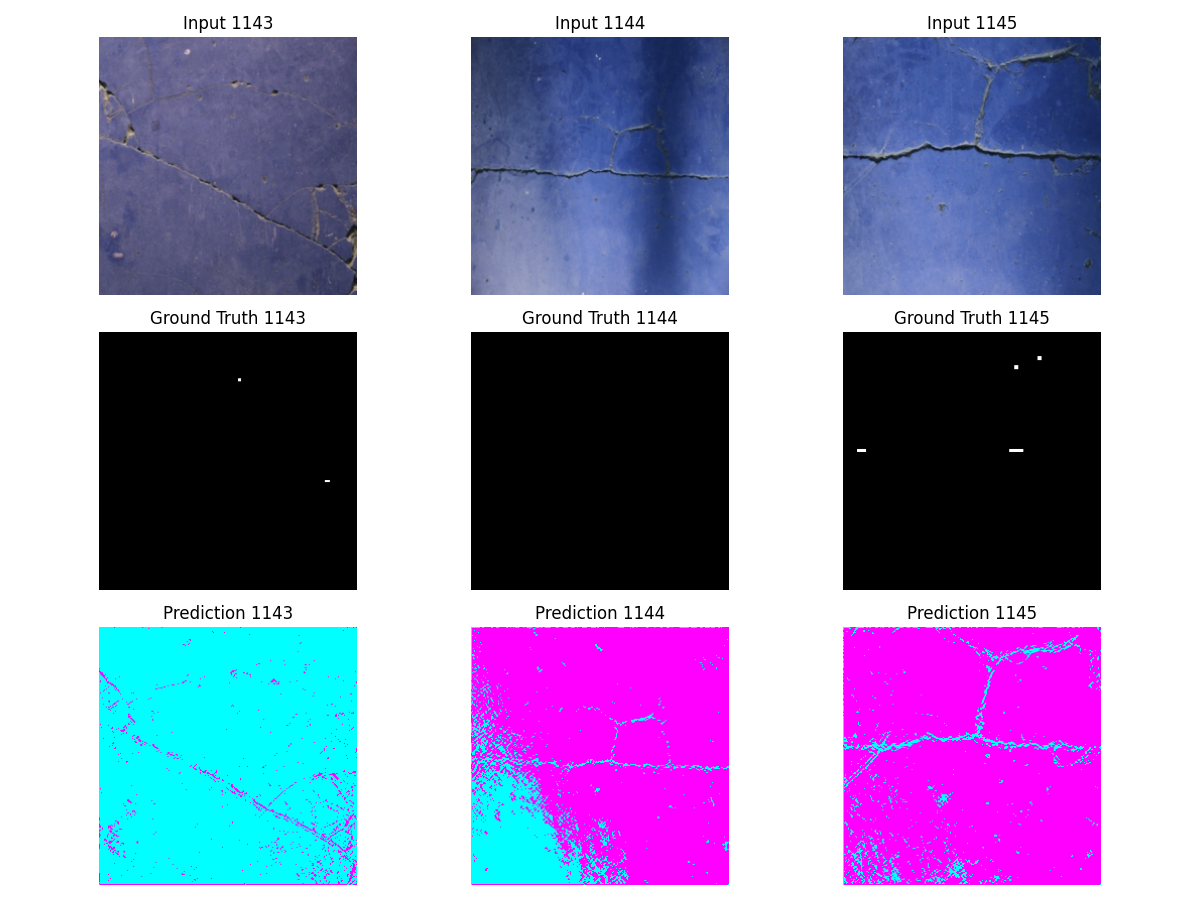 Input 1143
Input 1144
Input 1145
Ground Truth 1143
Ground Truth 1144
Ground Truth 1145
Prediction 1143
Prediction 1144
Prediction 1145